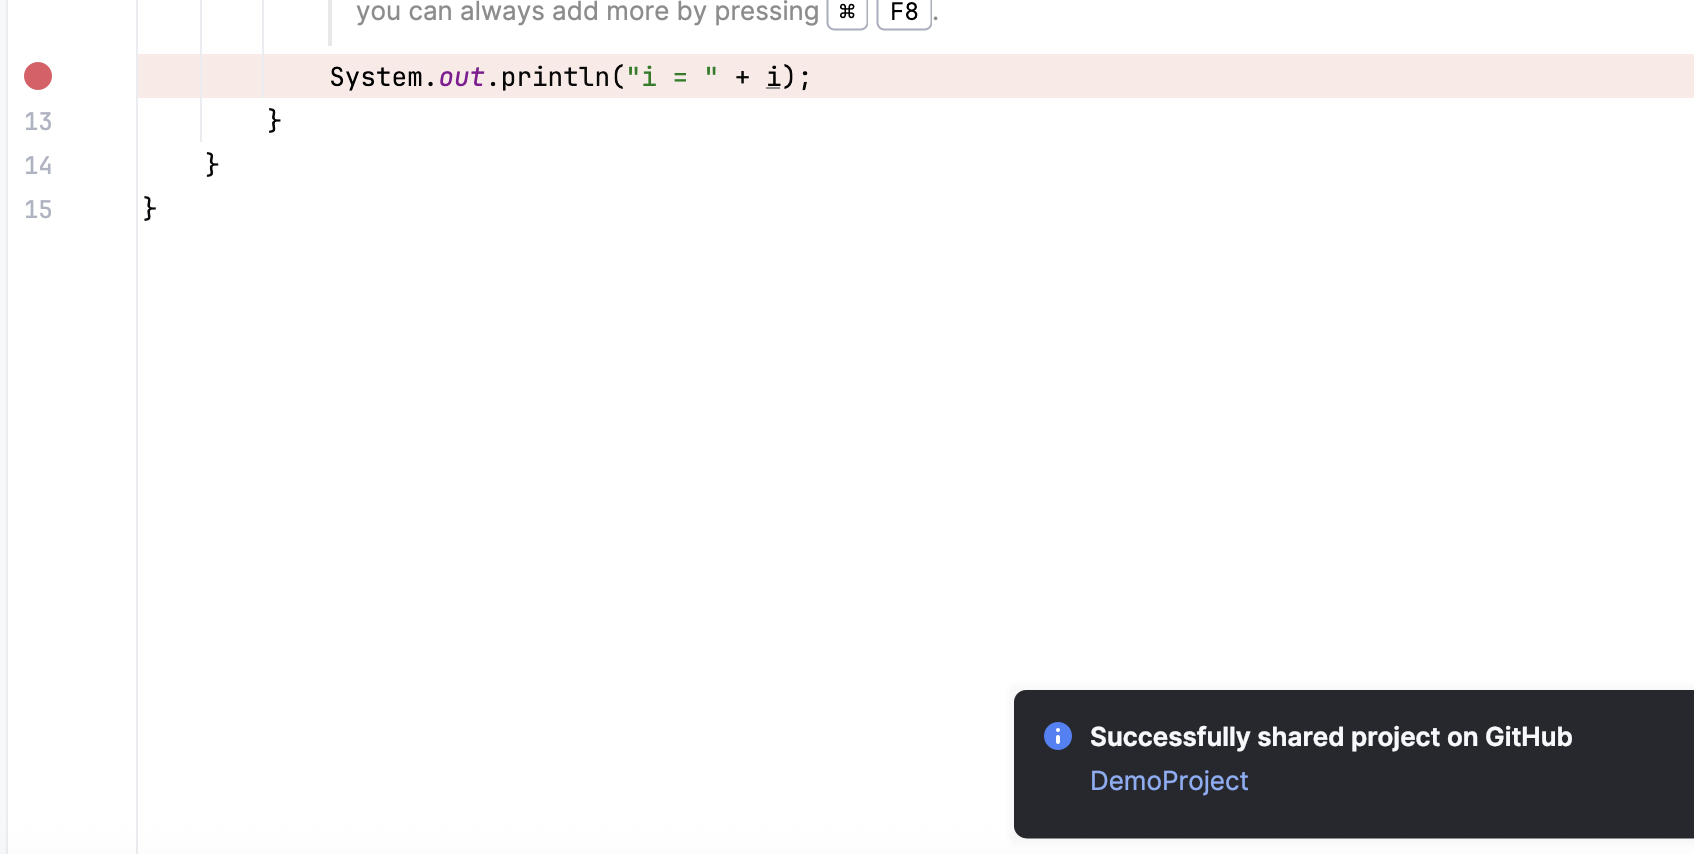 you can always add more by pressing ⌘ F8.
System.out.println("i = " + i);
13 }
14 }
15 }
Successfully shared project on GitHub
DemoProject